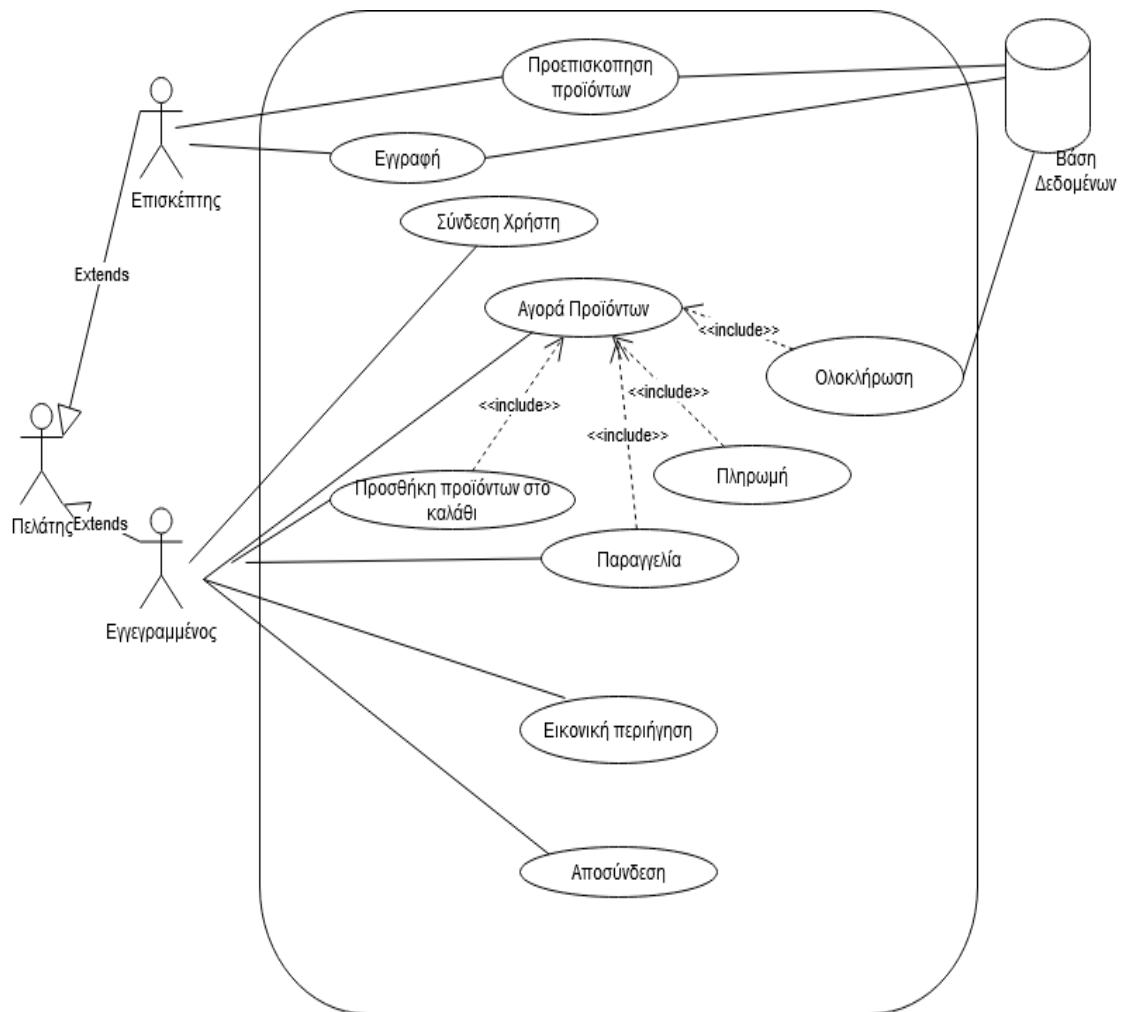 Προεπισκοπηση
προϊόντων
Εγγραφή
Βάση
Δεδομένων
Επισκέπτης
Σύνδεση Χρήστη
Extends
Αγορά Προϊόντων
<<include>>
Ολοκλήρωση
<<include>>
<<include>>
<<include>>
Πληρωμή
Προσθήκη προϊόντων στο
καλάθι
Πελάτης
Extends
Παραγγελία
Εγγεγραμμένος
Εικονική περιήγηση
Αποσύνδεση